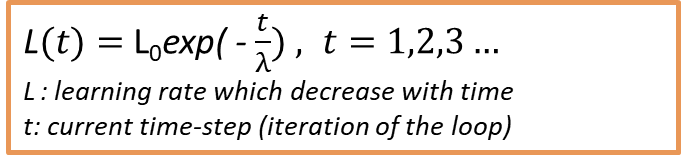 L(t) = L₀exp( - t/λ) , t = 1,2,3 ...
L : learning rate which decrease with time
t: current time-step (iteration of the loop)